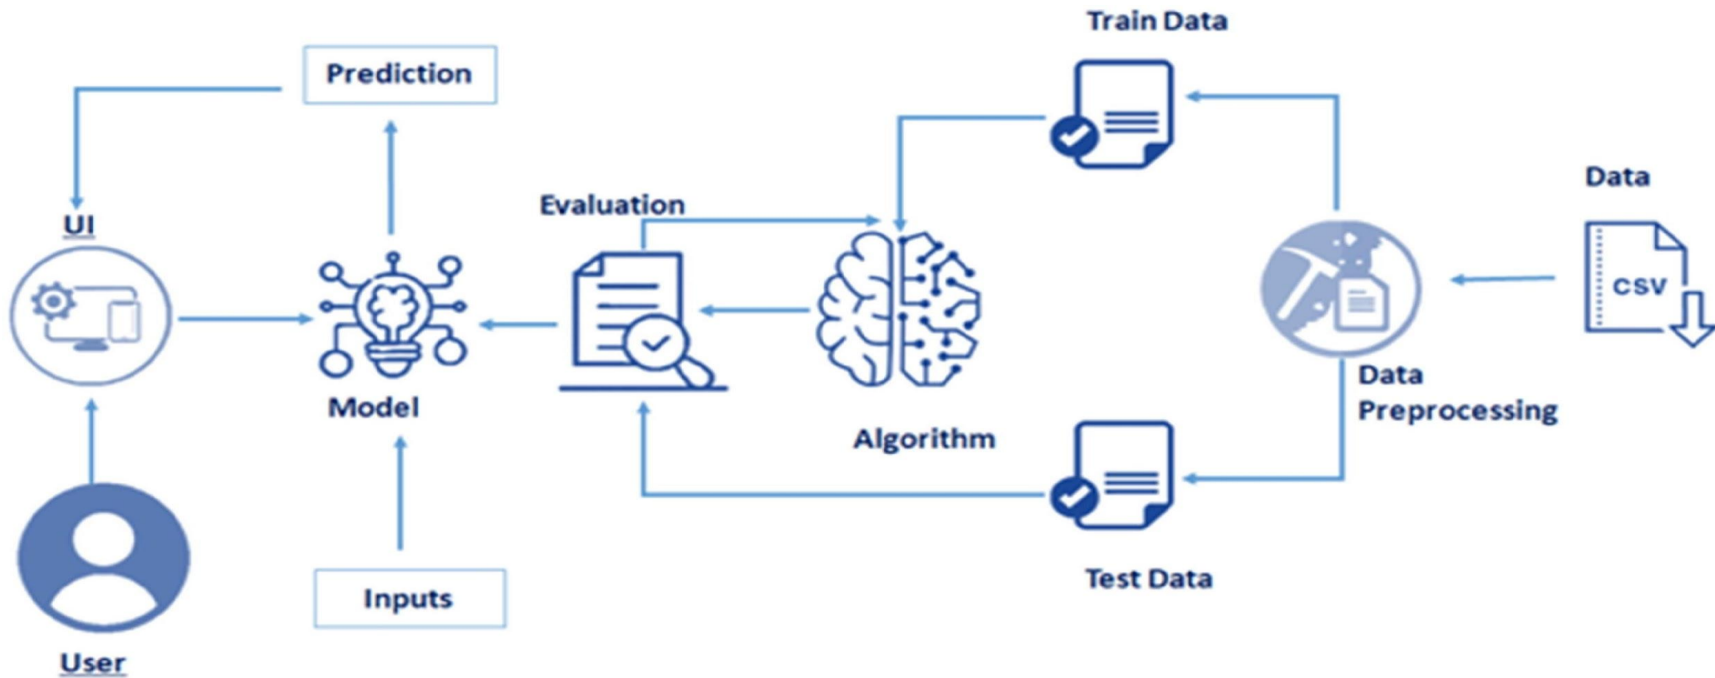 Train Data
Prediction
Data
Evaluation
UI
CSV
Data
Preprocessing
Model
Algorithm
Test Data
Inputs
User